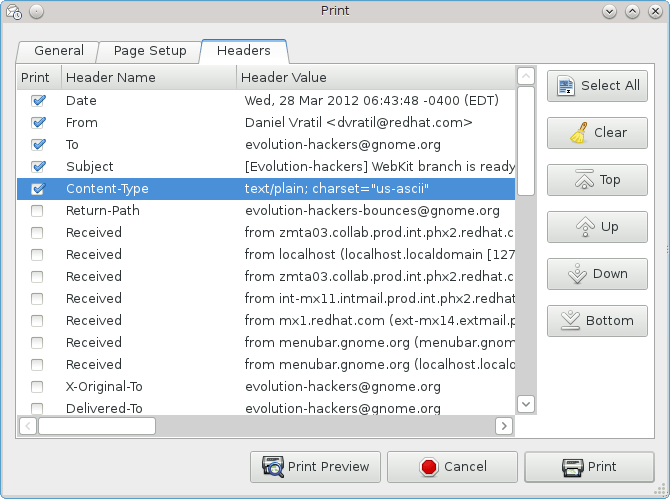 Print
General Page Setup Headers
Print Header Name Header Value
Date Wed, 28 Mar 2012 06:43:48 -0400 (EDT)
From Daniel Vratil <dvratil@redhat.com>
To evolution-hackers@gnome.org
Subject [Evolution-hackers] WebKit branch is ready
Content-Type text/plain; charset="us-ascii"
Return-Path evolution-hackers-bounces@gnome.org
Received from zmta03.collab.prod.int.phx2.redhat.c
Received from localhost (localhost.localdomain [127
Received from zmta03.collab.prod.int.phx2.redhat.c
Received from int-mx11.intmail.prod.int.phx2.redhat
Received from mx1.redhat.com (ext-mx14.extmail.p
Received from menubar.gnome.org (menubar.gnom
Received from menubar.gnome.org (localhost.locald
X-Original-To evolution-hackers@gnome.org
Delivered-To evolution-hackers@gnome.org
Select All
Clear
Top
Up
Down
Bottom
Print Preview Cancel Print